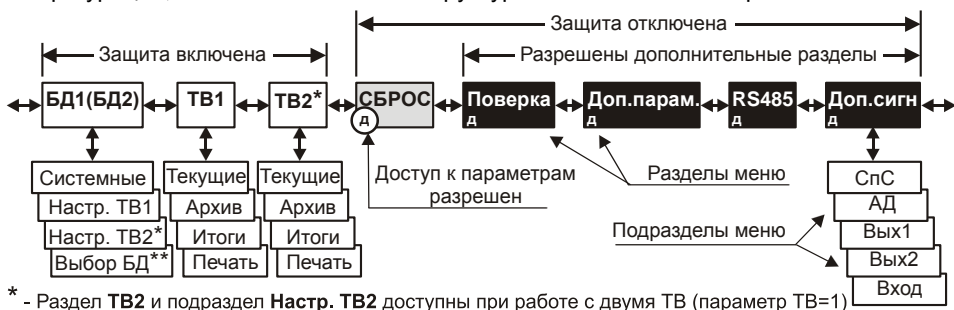 Защита отключена
Защита включена
Разрешены дополнительные разделы
БД1(БД2)
ТВ1
ТВ2*
СБРОС
д
Поверка
д
Доп.парам.
д
RS485
д
Доп.сигн
д
Системные
Настр. ТВ1
Настр. ТВ2*
Выбор БД**
Текущие
Архив
Итоги
Печать
Текущие
Архив
Итоги
Печать
Доступ к параметрам
разрешен
Разделы меню
Подразделы меню
СпС
АД
Вых1
Вых2
Вход
* - Раздел ТВ2 и подраздел Настр. ТВ2 доступны при работе с двумя ТВ (параметр ТВ=1)